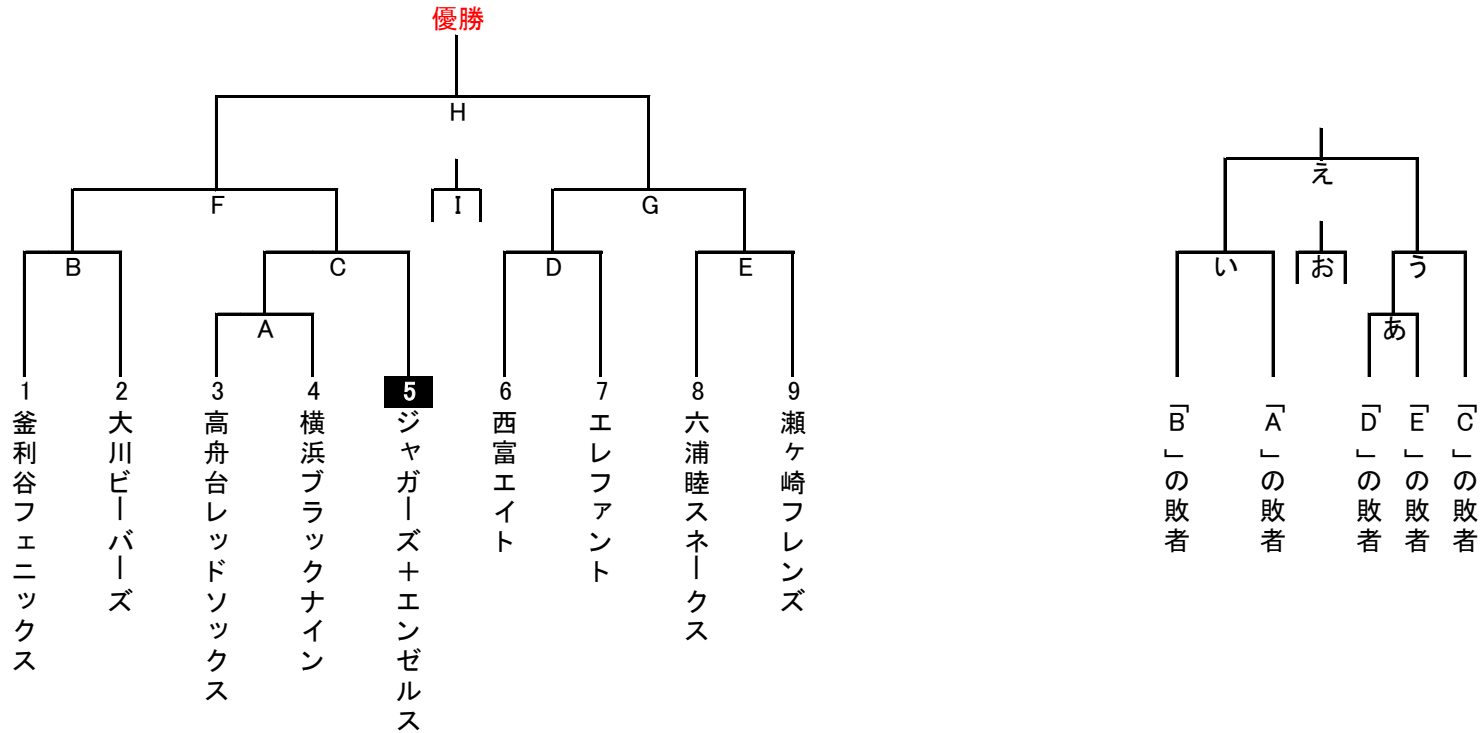 優勝
H
F
I
G
B
C
D
E
A
1
釜利谷フェニックス
2
大川ビーバーズ
3
高舟台レッドソックス
4
横浜ブラックナイン
5
ジャガーズ＋エンゼルス
6
西富エイト
7
エレファント
8
六浦睦スネークス
9
瀬ヶ崎フレンズ
え
い
お
う
あ
「B」の敗者
「A」の敗者
「D」の敗者
「E」の敗者
「C」の敗者